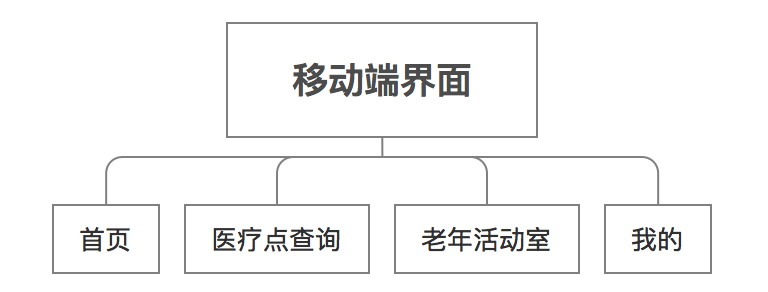 移动端界面
首页
医疗点查询
老年活动室
我的